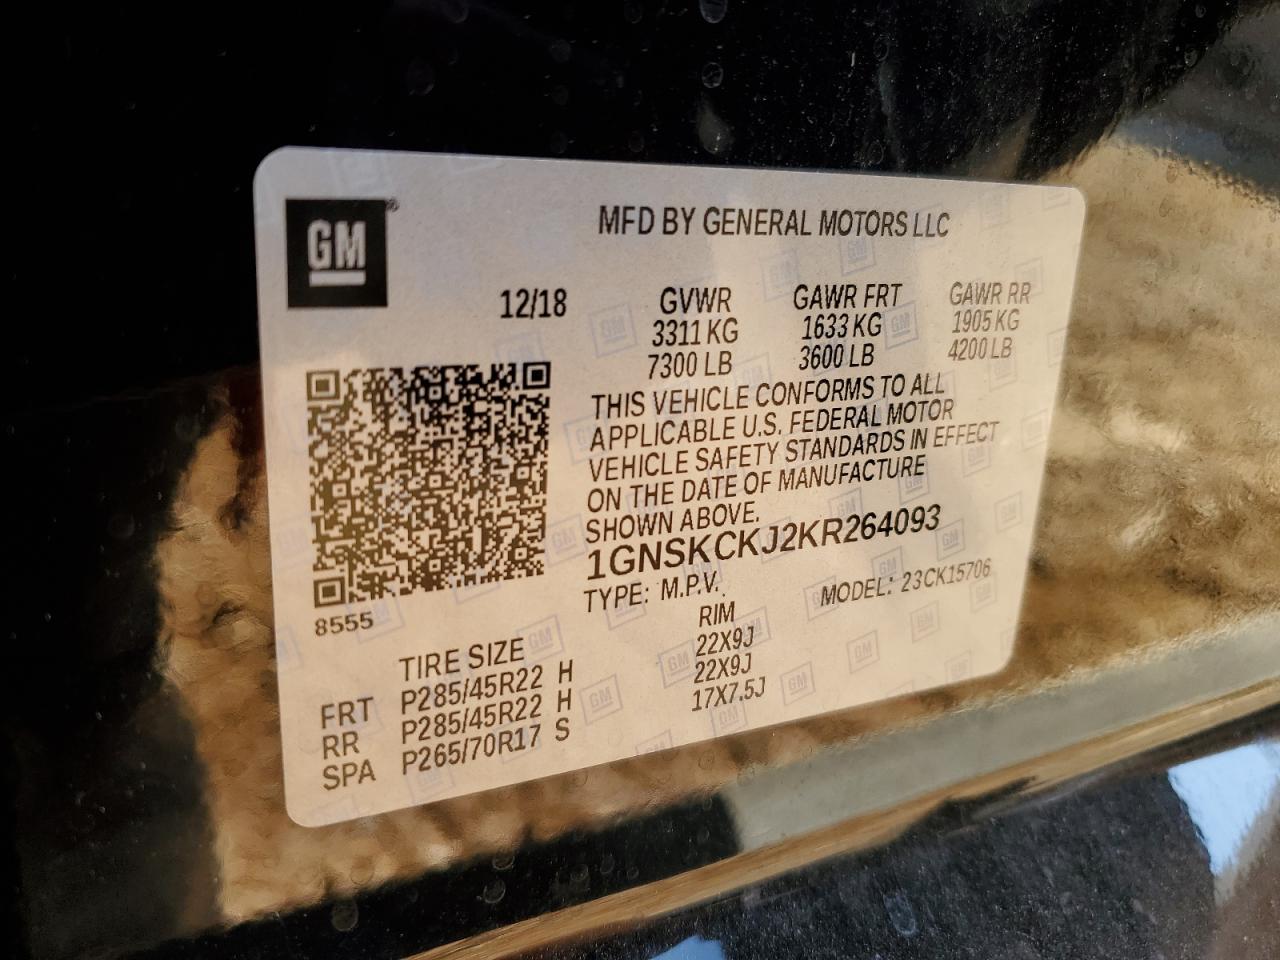 GM®
MFD BY GENERAL MOTORS LLC
12/18 GVWR GAWR FRT GAWR RR
3311 KG 1633 KG 1905 KG
7300 LB 3600 LB 4200 LB
THIS VEHICLE CONFORMS TO ALL
APPLICABLE U.S. FEDERAL MOTOR
VEHICLE SAFETY STANDARDS IN EFFECT
ON THE DATE OF MANUFACTURE
SHOWN ABOVE.
1GNSKCKJ2KR264093
TYPE: M.P.V. MODEL: 23CK15706
8555
TIRE SIZE RIM
FRT P285/45R22 H 22X9J
RR P285/45R22 H 22X9J
SPA P265/70R17 S 17X7.5J